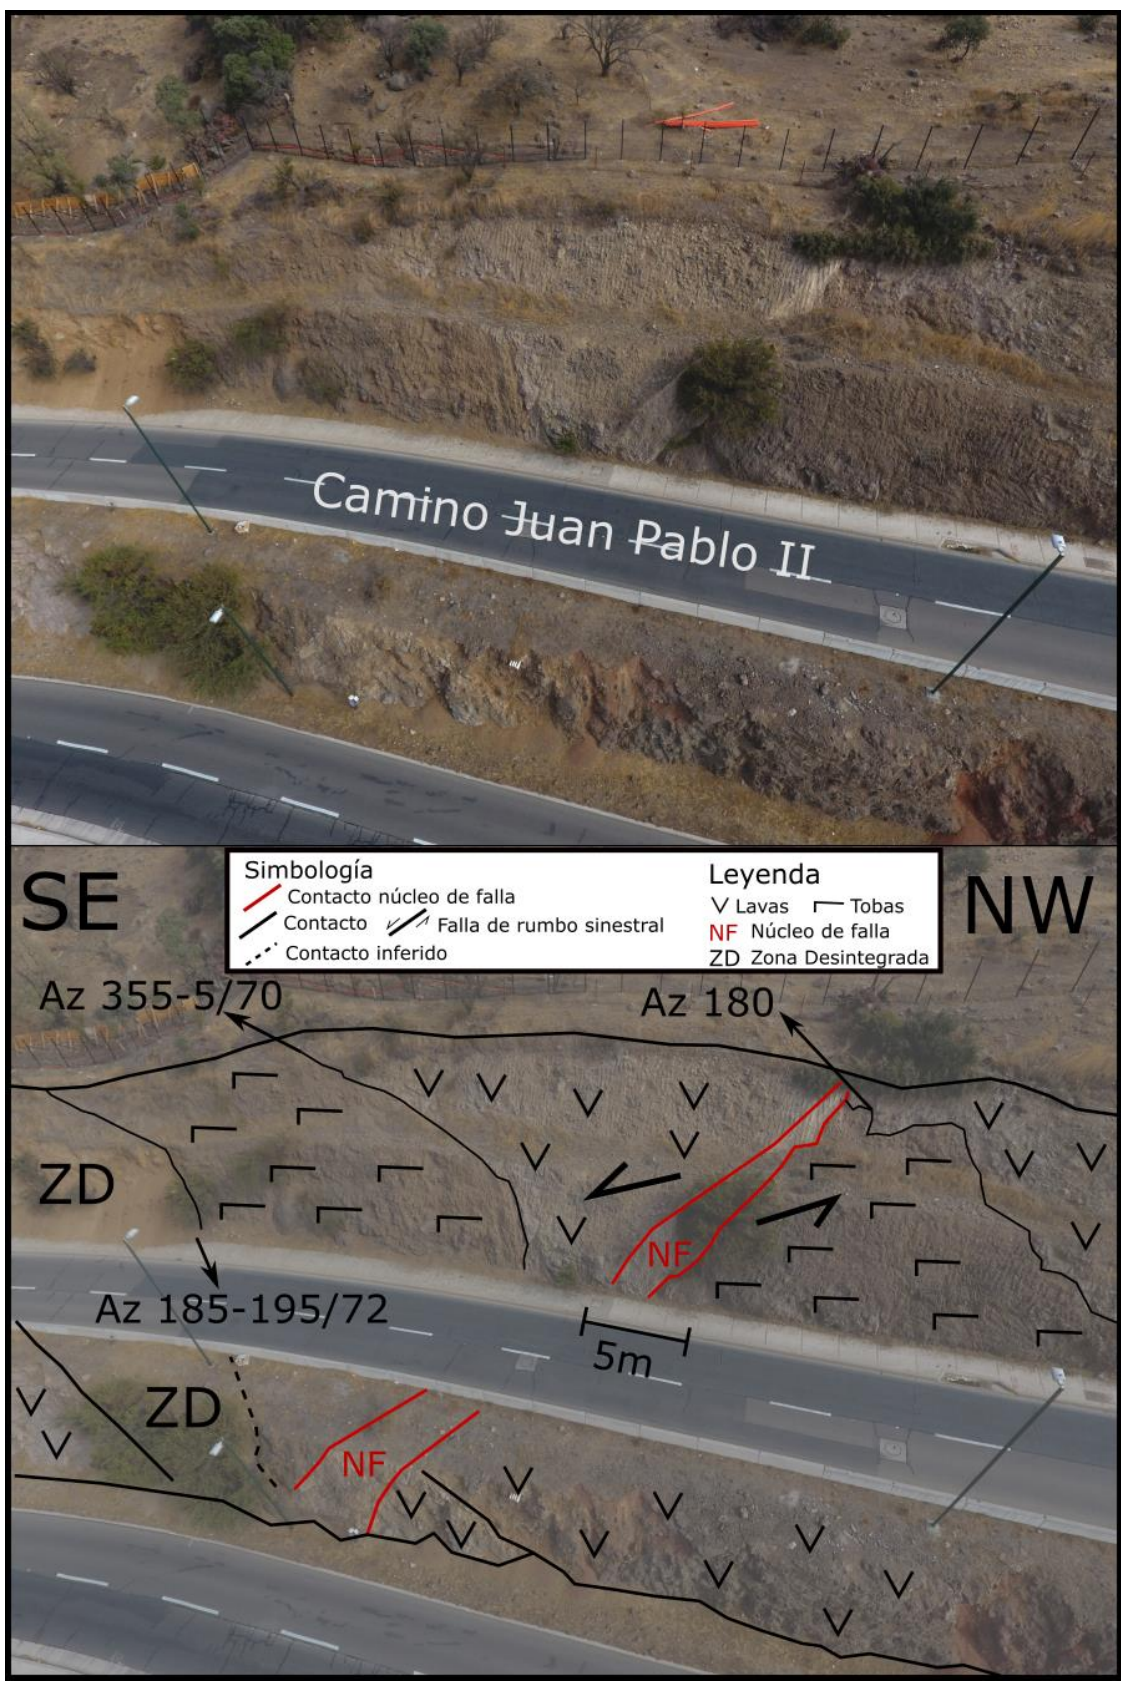 Camino Juan Pablo II
SE
NW
Simbología
Contacto núcleo de falla
Contacto
Falla de rumbo sinestral
Contacto inferido
Leyenda
Lavas
Tobas
NF Núcleo de falla
ZD Zona Desintegrada
Az 355-5/70
Az 180
ZD
NF
Az 185-195/72
5m
ZD
NF